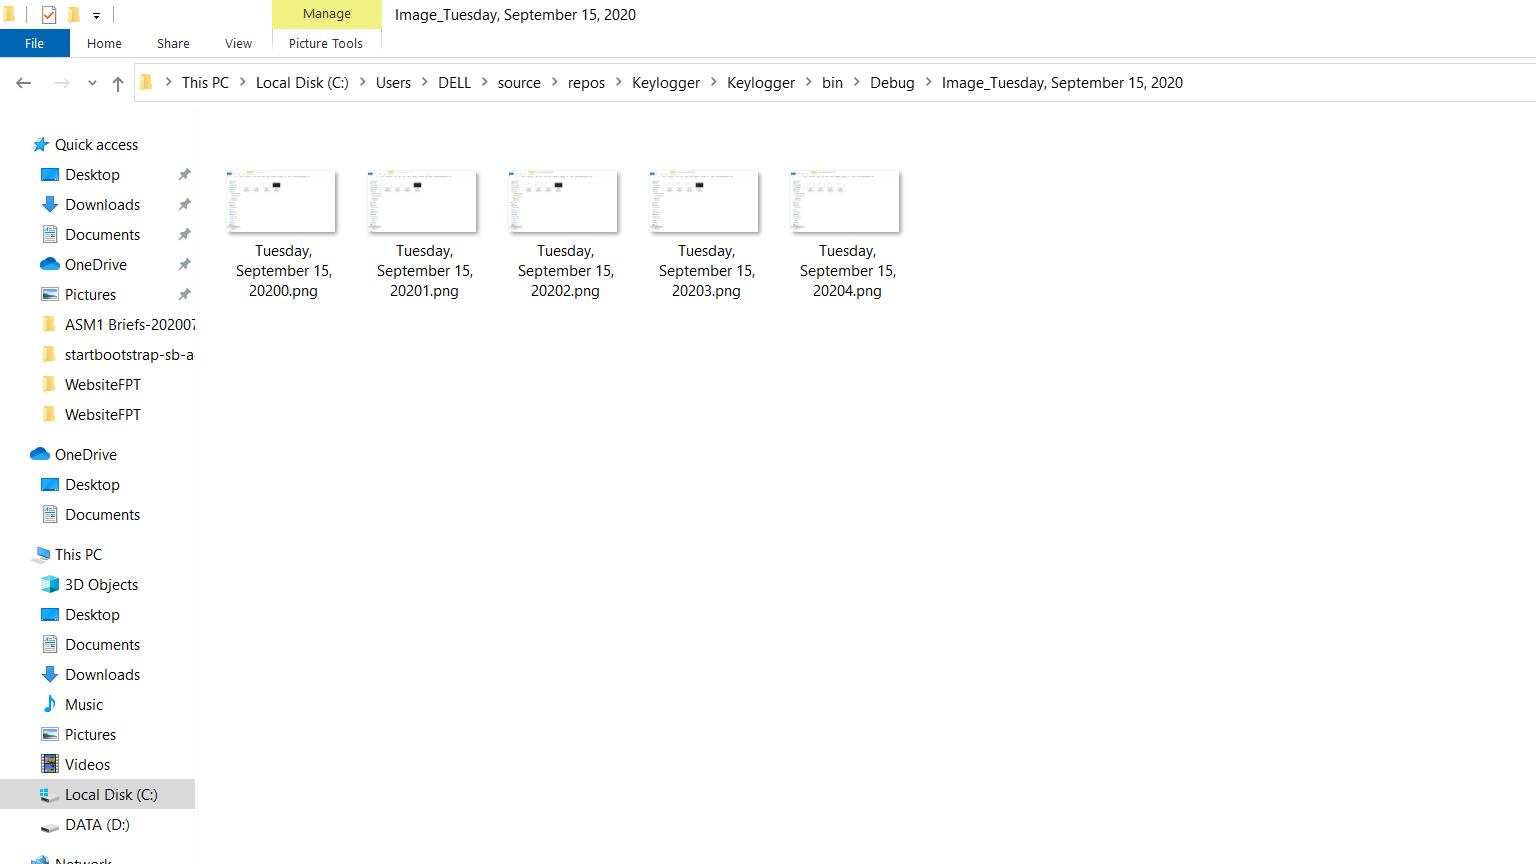 Manage
Image_Tuesday, September 15, 2020
File
Home
Share
View
Picture Tools
This PC
Local Disk (C:)
Users
DELL
source
repos
Keylogger
Keylogger
bin
Debug
Image_Tuesday, September 15, 2020
Quick access
Desktop
Downloads
Documents
OneDrive
Pictures
ASM1 Briefs-202007
startbootstrap-sb-a
WebsiteFPT
WebsiteFPT
OneDrive
Desktop
Documents
This PC
3D Objects
Desktop
Documents
Downloads
Music
Pictures
Videos
Local Disk (C:)
DATA (D:)
Network
Tuesday,
September 15,
20200.png
Tuesday,
September 15,
20201.png
Tuesday,
September 15,
20202.png
Tuesday,
September 15,
20203.png
Tuesday,
September 15,
20204.png